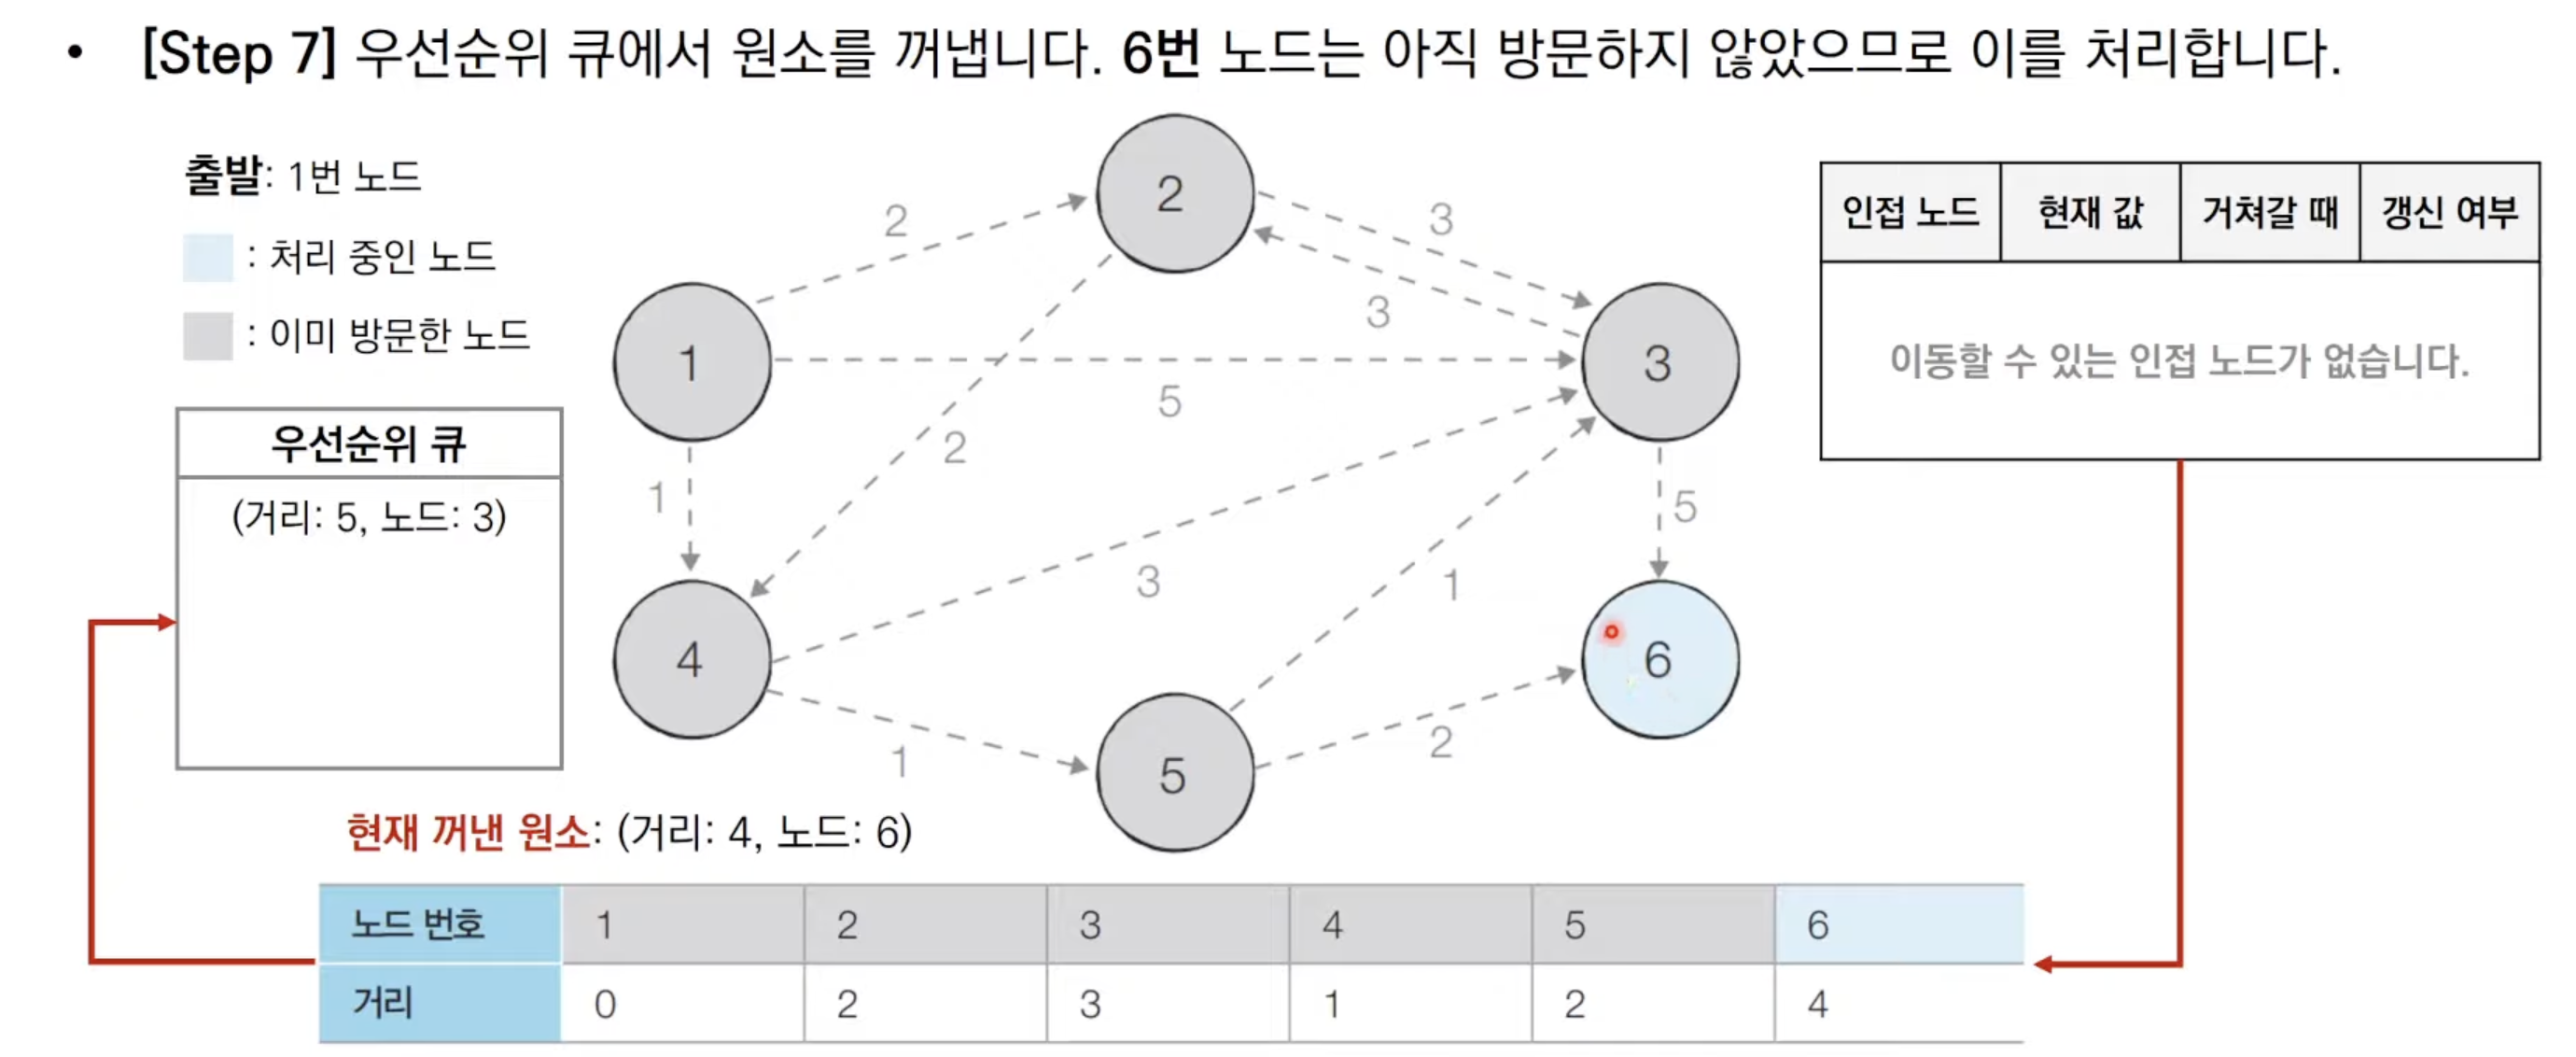 • [Step 7] 우선순위 큐에서 원소를 꺼냅니다. 6번 노드는 아직 방문하지 않았으므로 이를 처리합니다.
출발: 1번 노드
: 처리 중인 노드
: 이미 방문한 노드
우선순위 큐
(거리: 5, 노드: 3)
2
3
3
5
2
1
3
1
5
1
2
1
2
3
4
5
6
인접 노드 현재 값 거쳐갈 때 갱신 여부
이동할 수 있는 인접 노드가 없습니다.
현재 꺼낸 원소: (거리: 4, 노드: 6)
노드 번호 1 2 3 4 5 6
거리 0 2 3 1 2 4